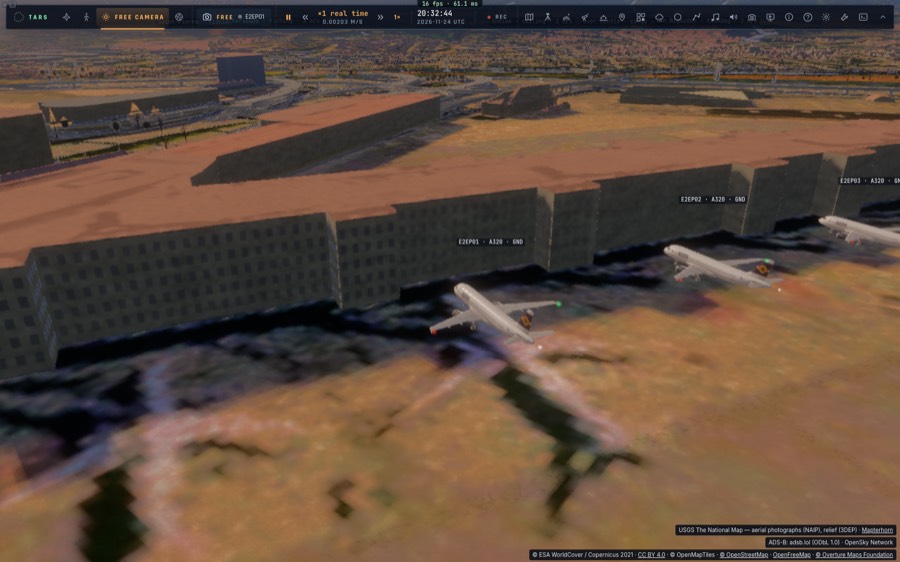 16 fps · 61.1 ms
TARS
FREE CAMERA
FREE
E2EP01
×1 real time
0.00203 M/S
1×
20:32:44
2026-11-24 UTC
REC
E2EP03 · A320 · GN
E2EP02 · A320 · GND
E2EP01 · A320 · GND
USGS The National Map — aerial photographs (NAIP), relief (3DEP) · Mapterhorn
ADS-B: adsb.lol (ODbL 1.0) · OpenSky Network
© ESA WorldCover / Copernicus 2021 · CC BY 4.0 · © OpenMapTiles · © OpenStreetMap · OpenFreeMap · © Overture Maps Foundation